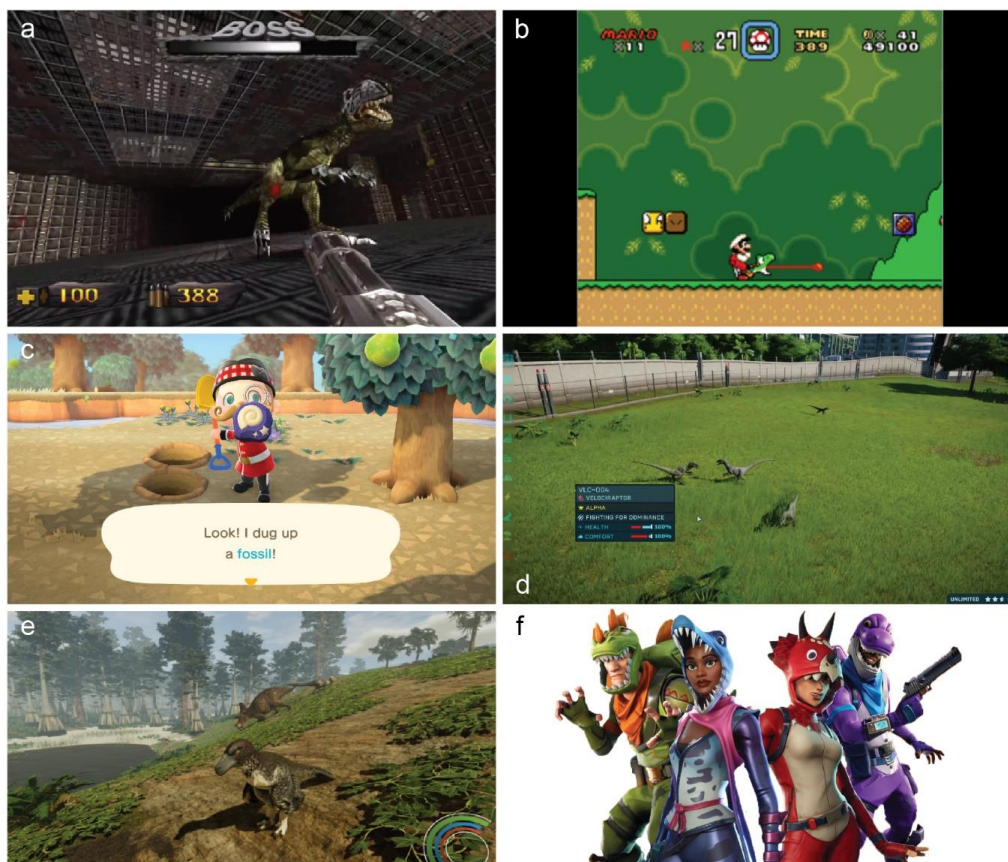 a
BOSS
100
388
b
MARIO
×11
×
27
TIME
389
× 41
49100
c
Look! I dug up
a fossil!
d
VLC-004
VELOCIRAPTOR
ALPHA
FIGHTING FOR DOMINANCE
HEALTH 100%
COMFORT 100%
UNLIMITED
e
f